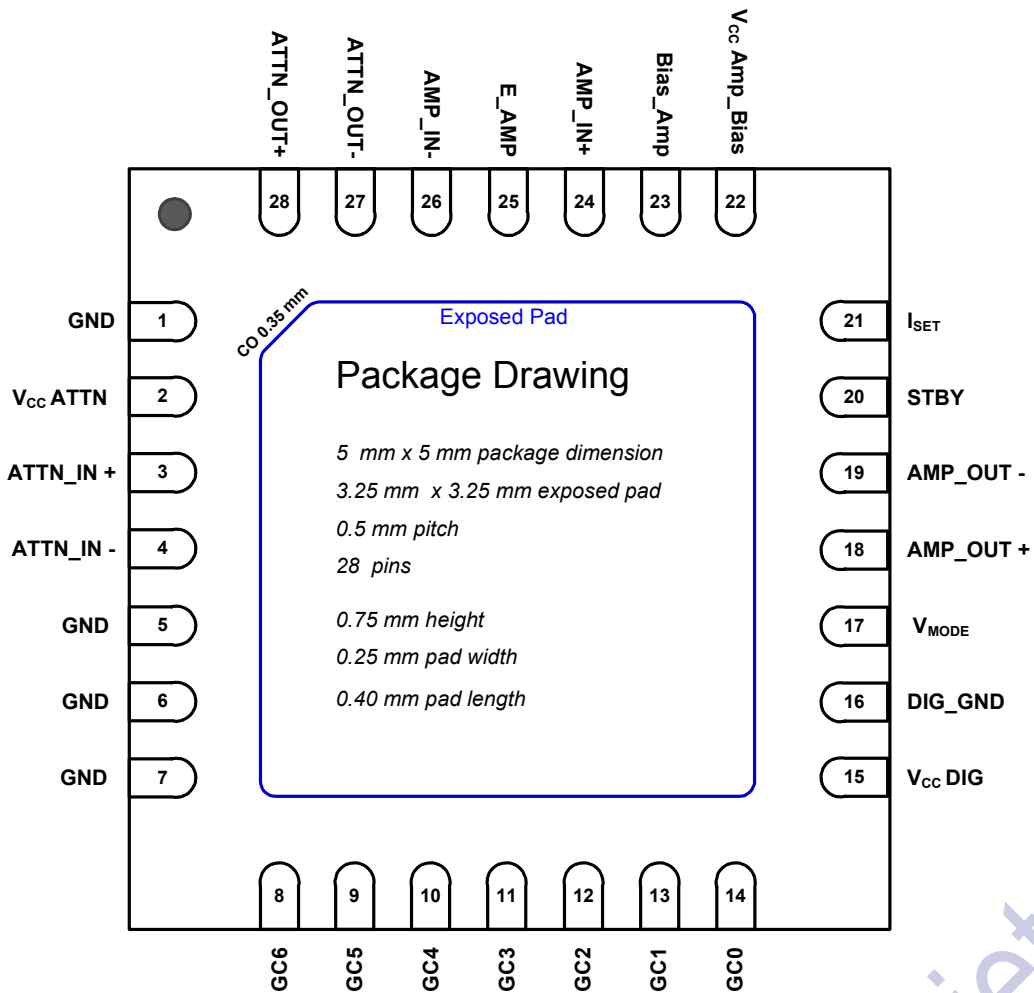 ATTN_OUT+
ATTN_OUT-
AMP_IN-
E_AMP
AMP_IN+
Bias_Amp
VCC Amp_Bias
28
27
26
25
24
23
22
GND 1
VCC ATTN 2
ATTN_IN + 3
ATTN_IN - 4
GND 5
GND 6
GND 7
CO 0.35 mm
Exposed Pad
Package Drawing
5 mm x 5 mm package dimension
3.25 mm x 3.25 mm exposed pad
0.5 mm pitch
28 pins
0.75 mm height
0.25 mm pad width
0.40 mm pad length
21 ISET
20 STBY
19 AMP_OUT -
18 AMP_OUT +
17 VMODE
16 DIG_GND
15 VCC DIG
8
9
10
11
12
13
14
GC6
GC5
GC4
GC3
GC2
GC1
GC0